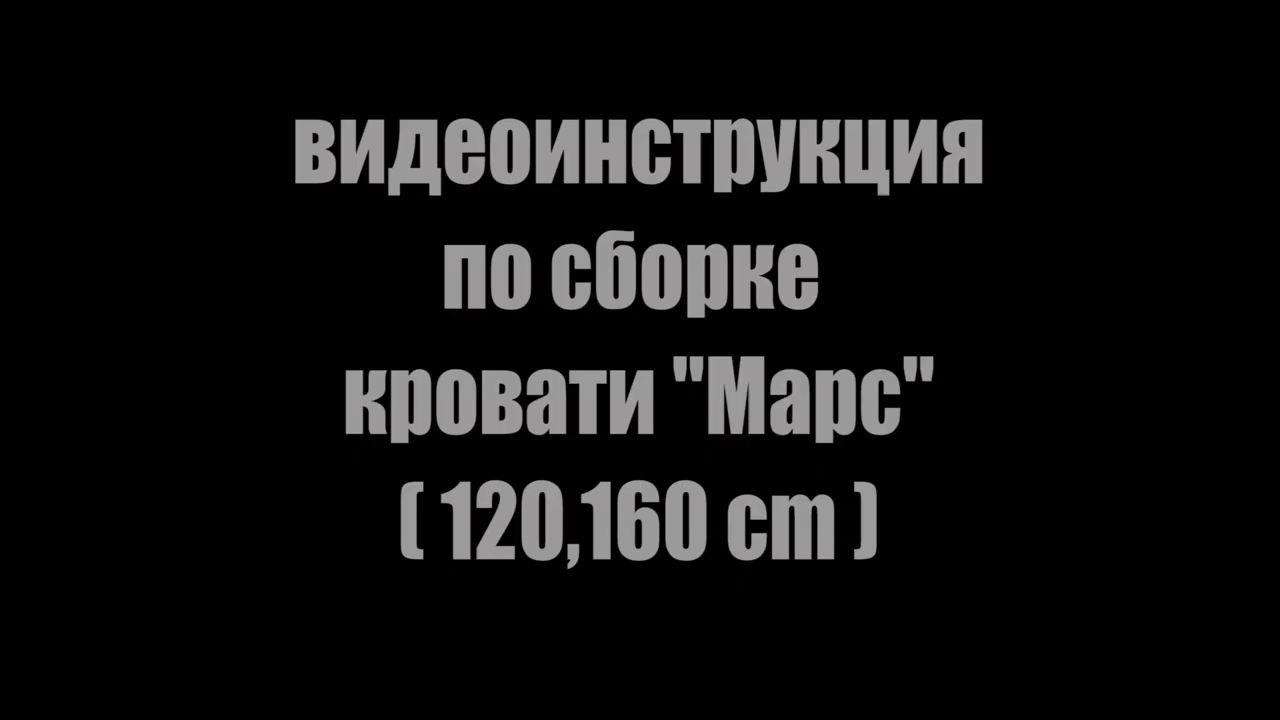 видеоинструкция
по сборке
кровати "Марс"
( 120,160 cm )